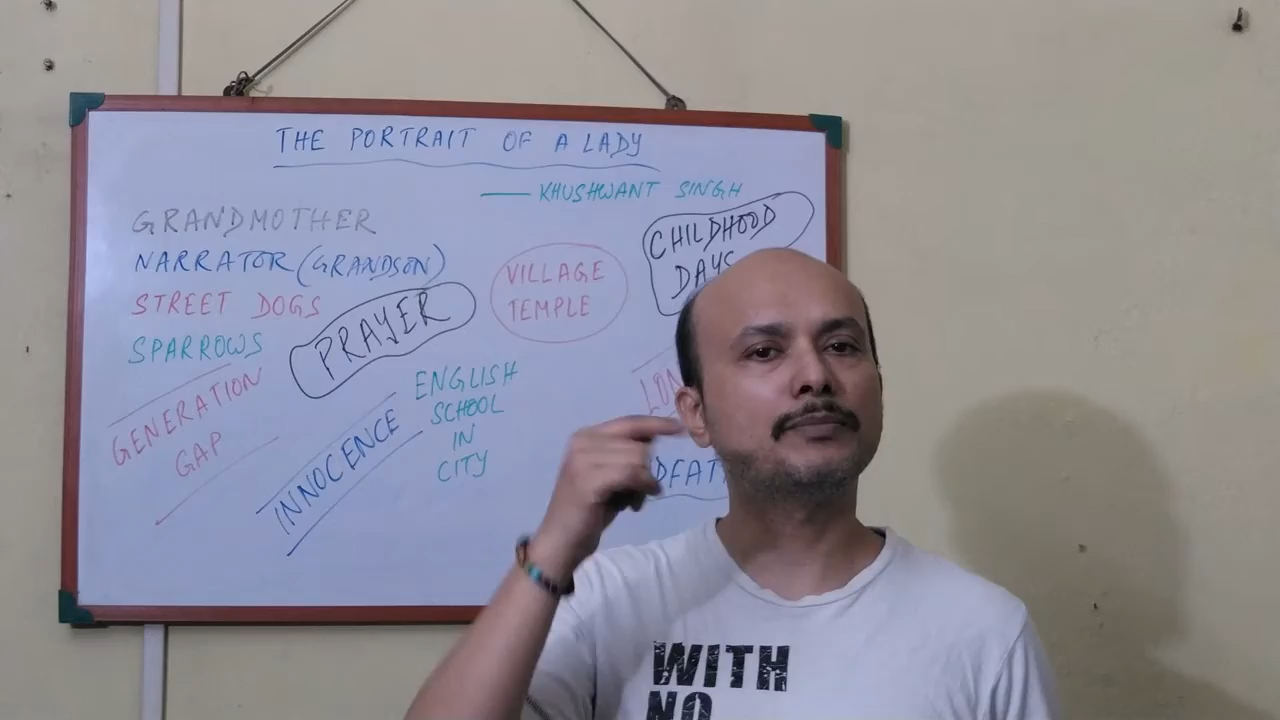 THE PORTRAIT OF A LADY
— KHUSHWANT SINGH
GRANDMOTHER
NARRATOR (GRANDSON)
STREET DOGS
SPARROWS
PRAYER
VILLAGE
TEMPLE
CHILDHOOD
DAYS
GENERATION
GAP
INNOCENCE
ENGLISH
SCHOOL
IN
CITY
WITH
NO